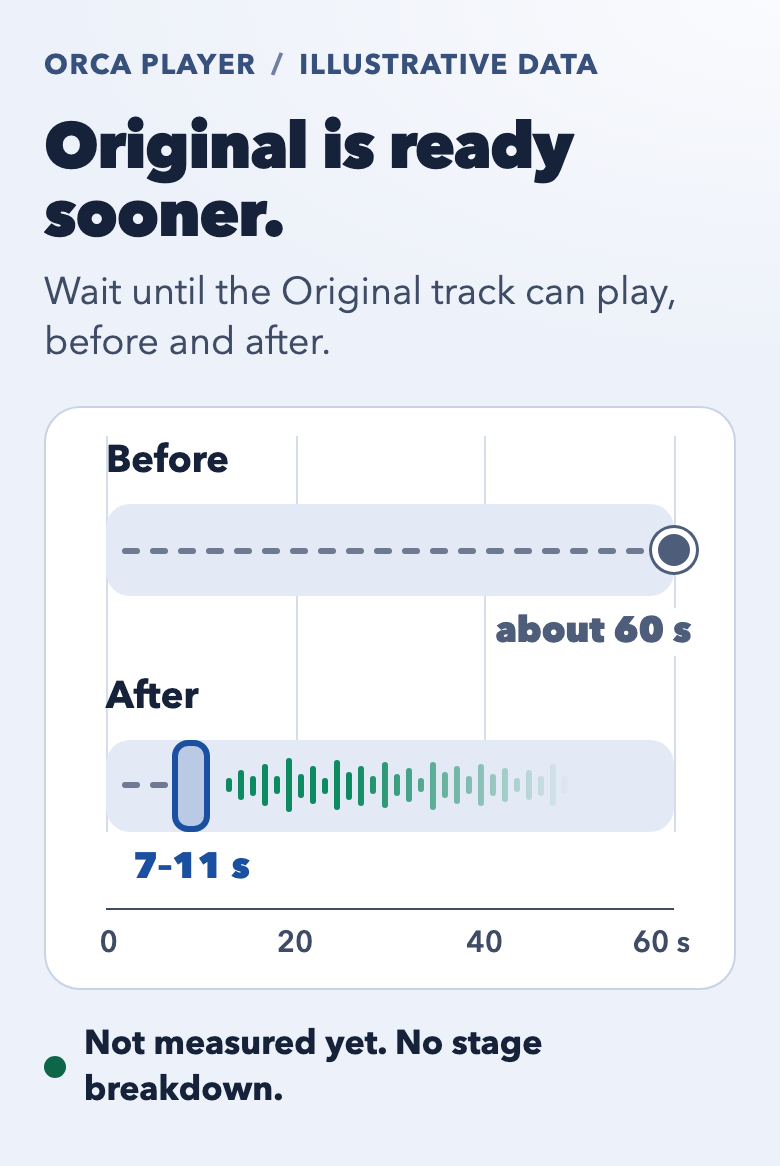 ORCA PLAYER / ILLUSTRATIVE DATA
Original is ready
sooner.
Wait until the Original track can play,
before and after.
Before
about 60 s
After
7–11 s
0 20 40 60 s
Not measured yet. No stage
breakdown.